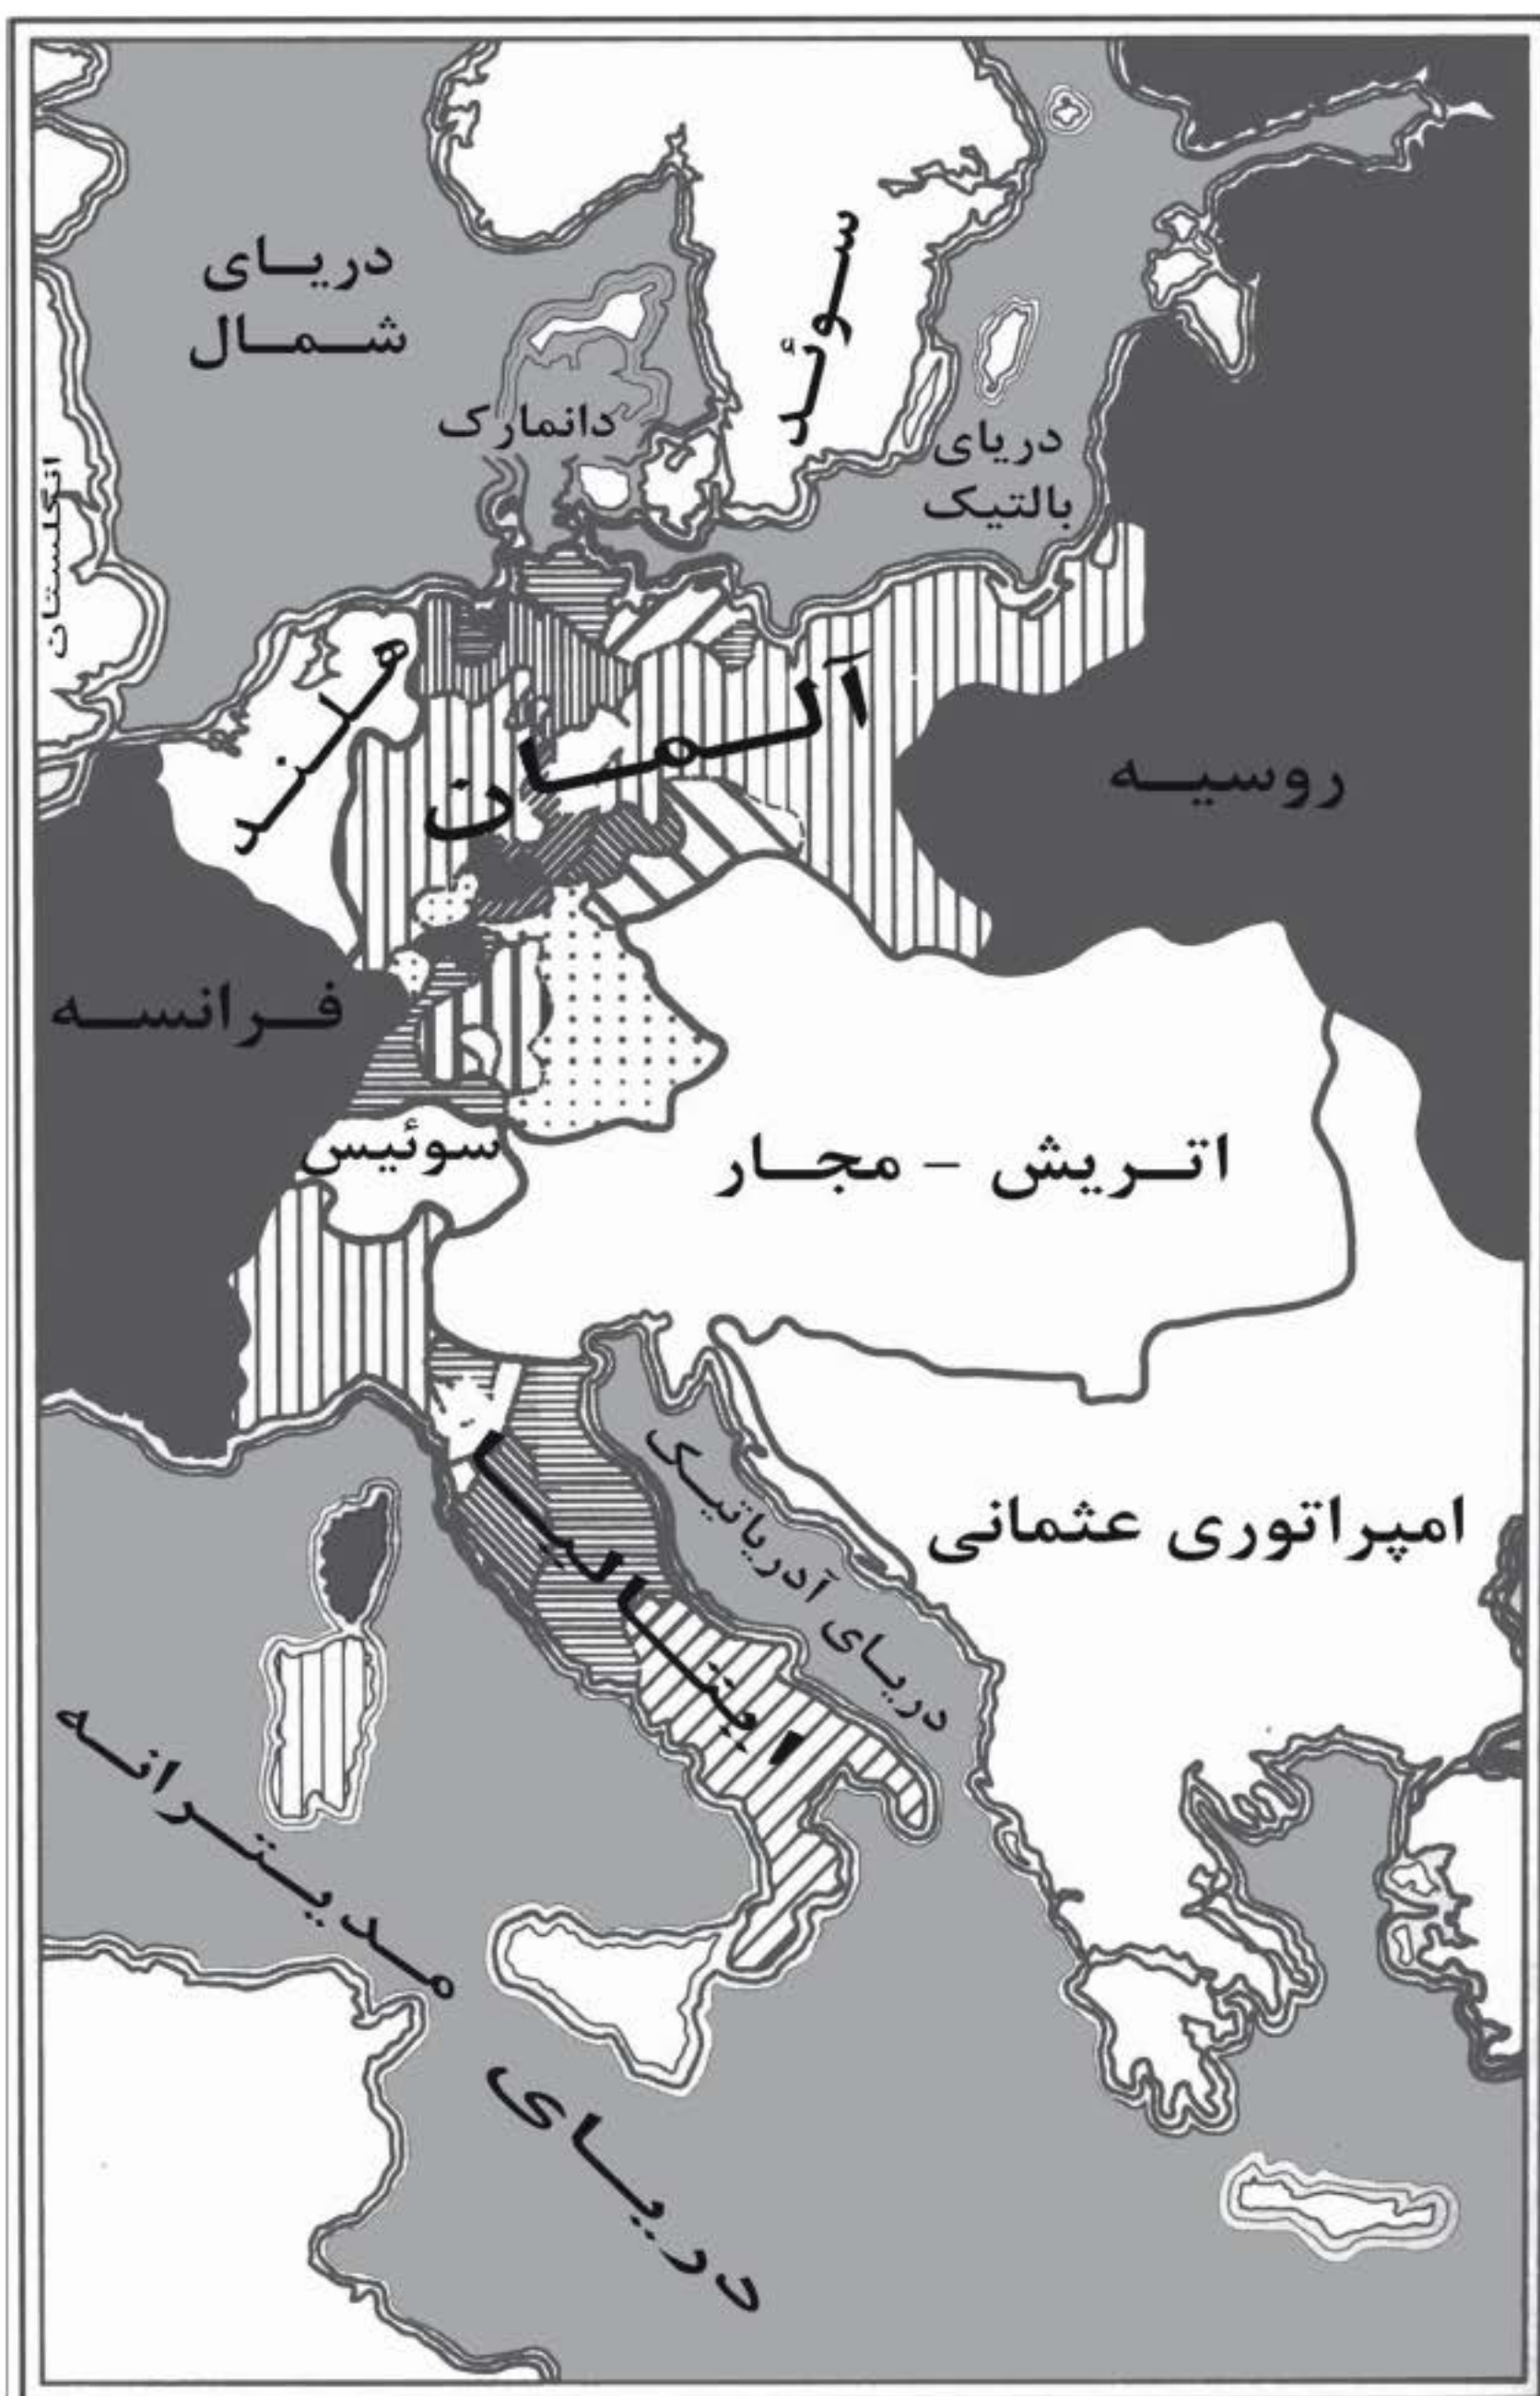 دریای
شمال
سوئد
دانمارک
دریای
بالتیک
انگلستان
هلند
آلمان
روسیه
فرانسه
سوئیس
اتریش - مجار
دریای آدریاتیک
امپراتوری عثمانی
ایتالیا
دریای مدیترانه